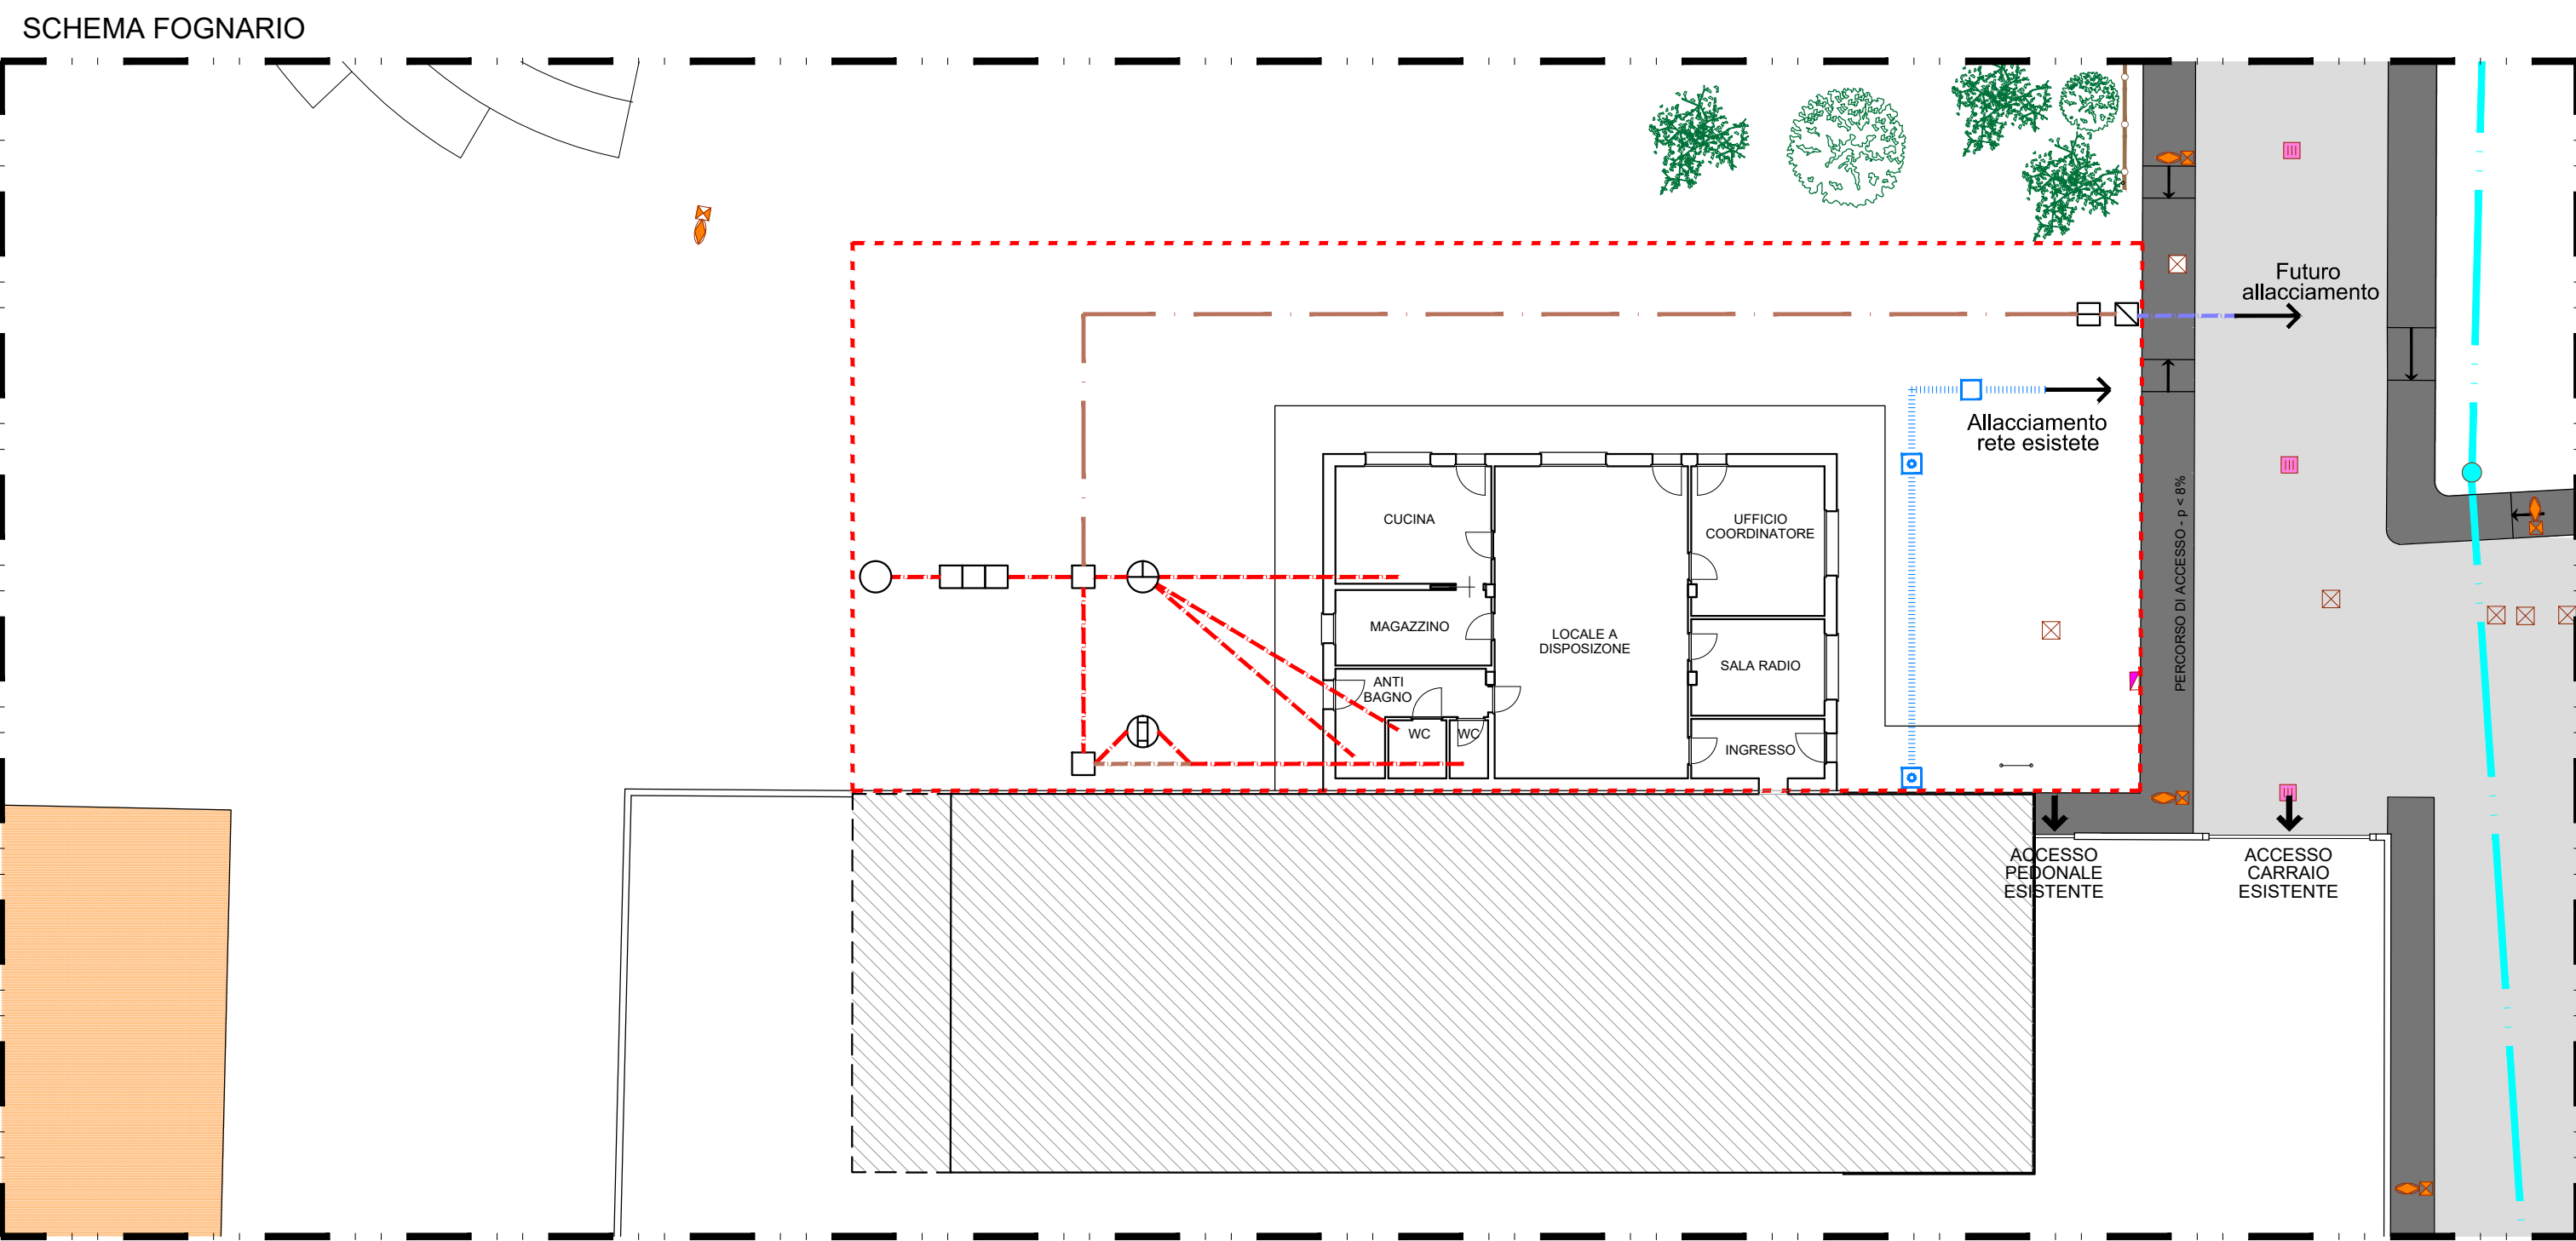 SCHEMA FOGNARIO
Futuro
allacciamento
Allacciamento
rete esistete
CUCINA
UFFICIO
COORDINATORE
MAGAZZINO
LOCALE A
DISPOSIZONE
SALA RADIO
ANTI
BAGNO
WC
WC
INGRESSO
PERCORSO DI ACCESSO - p < 8%
ACCESSO
PEDONALE
ESISTENTE
ACCESSO
CARRAIO
ESISTENTE